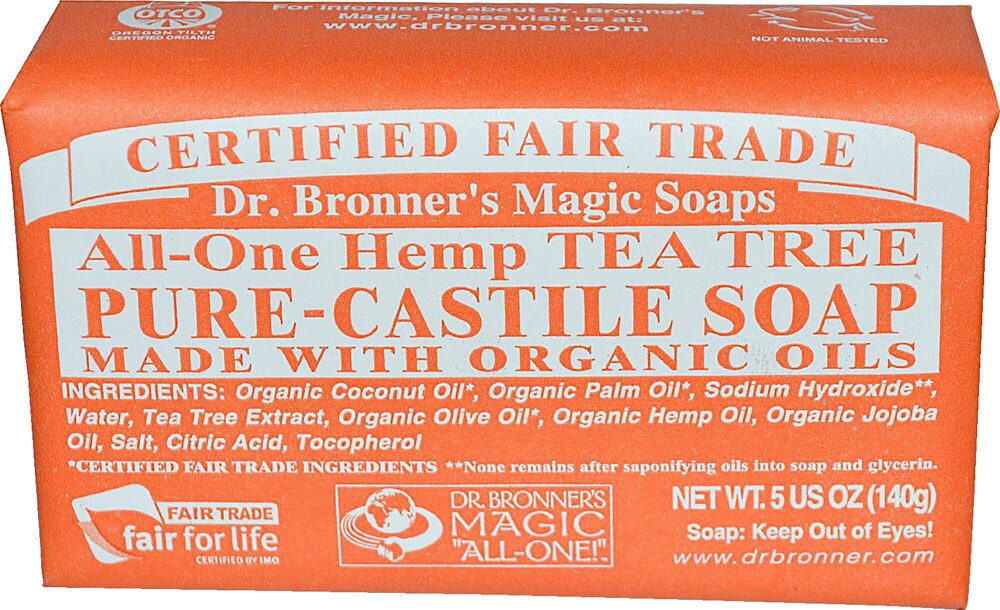 OTCO
OREGON TILTH
CERTIFIED ORGANIC
For information about Dr. Bronner's
Magic, Please visit us at:
www.drbronner.com
NOT ANIMAL TESTED
CERTIFIED FAIR TRADE
Dr. Bronner's Magic Soaps
All-One Hemp TEA TREE
PURE-CASTILE SOAP
MADE WITH ORGANIC OILS
INGREDIENTS: Organic Coconut Oil*, Organic Palm Oil*, Sodium Hydroxide**,
Water, Tea Tree Extract, Organic Olive Oil*, Organic Hemp Oil, Organic Jojoba
Oil, Salt, Citric Acid, Tocopherol
*CERTIFIED FAIR TRADE INGREDIENTS **None remains after saponifying oils into soap and glycerin.
FAIR TRADE
fair for life
CERTIFIED BY IMO
DR. BRONNER'S
MAGIC
"ALL-ONE!"
NET WT. 5 US OZ (140g)
Soap: Keep Out of Eyes!
www.drbronner.com